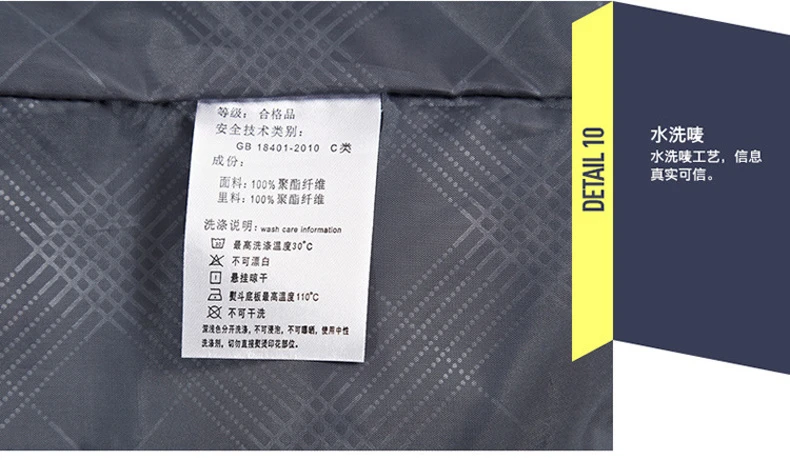 等级：合格品
安全技术类别：
GB 18401-2010 C类
成份：
面料：100%聚酯纤维
里料：100%聚酯纤维
洗涤说明：wash care information
30
最高洗涤温度30°C
不可漂白
悬挂晾干
熨斗底板最高温度110°C
不可干洗
深浅色分开洗涤，不可浸泡，不可曝晒，使用中性
洗涤剂，切勿直接熨烫印花部位。
DETAIL 10
水洗唛
水洗唛工艺，信息
真实可信。